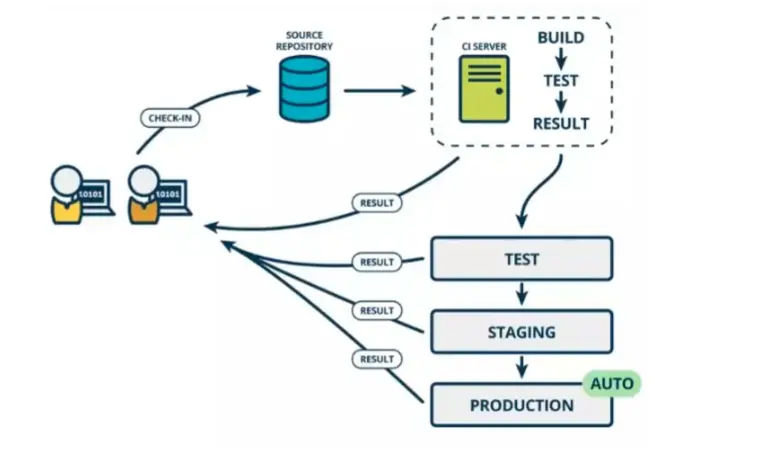 SOURCE
REPOSITORY
CI SERVER
BUILD
TEST
RESULT
CHECK-IN
10101
10101
RESULT
RESULT
TEST
RESULT
STAGING
RESULT
AUTO
PRODUCTION